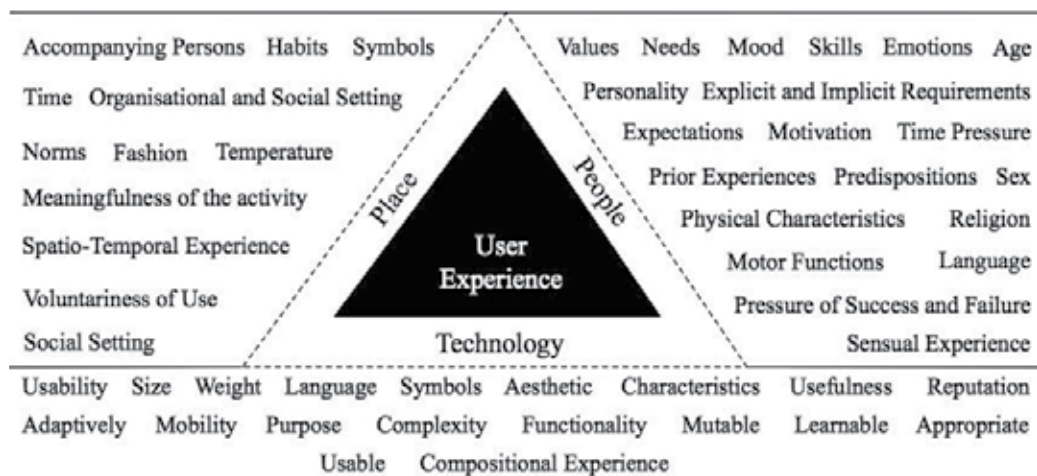 Accompanying Persons Habits Symbols
Time Organisational and Social Setting
Norms Fashion Temperature
Meaningfulness of the activity
Spatio-Temporal Experience
Voluntariness of Use
Social Setting
Place
User
Experience
People
Technology
Values Needs Mood Skills Emotions Age
Personality Explicit and Implicit Requirements
Expectations Motivation Time Pressure
Prior Experiences Predispositions Sex
Physical Characteristics Religion
Motor Functions Language
Pressure of Success and Failure
Sensual Experience
Usability Size Weight Language Symbols Aesthetic Characteristics Usefulness Reputation
Adaptively Mobility Purpose Complexity Functionality Mutable Learnable Appropriate
Usable Compositional Experience